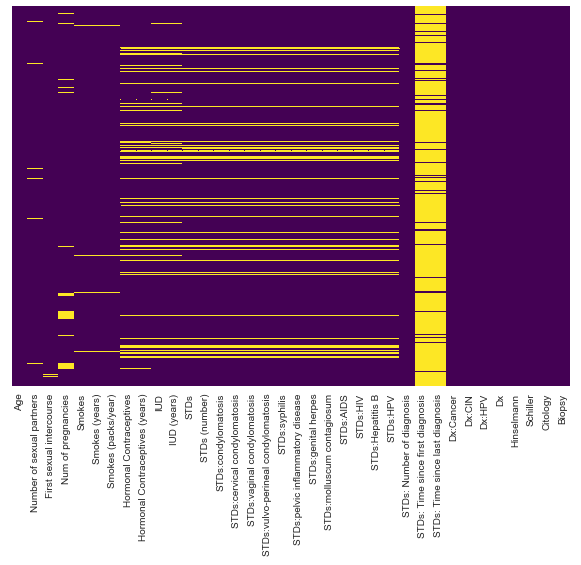 Age
Number of sexual partners
First sexual intercourse
Num of pregnancies
Smokes
Smokes (years)
Smokes (packs/year)
Hormonal Contraceptives
Hormonal Contraceptives (years)
IUD
IUD (years)
STDs
STDs (number)
STDs:condylomatosis
STDs:cervical condylomatosis
STDs:vaginal condylomatosis
STDs:vulvo-perineal condylomatosis
STDs:syphilis
STDs:pelvic inflammatory disease
STDs:genital herpes
STDs:molluscum contagiosum
STDs:AIDS
STDs:HIV
STDs:Hepatitis B
STDs:HPV
STDs: Number of diagnosis
STDs: Time since first diagnosis
STDs: Time since last diagnosis
Dx:Cancer
Dx:CIN
Dx:HPV
Dx
Hinselmann
Schiller
Citology
Biopsy